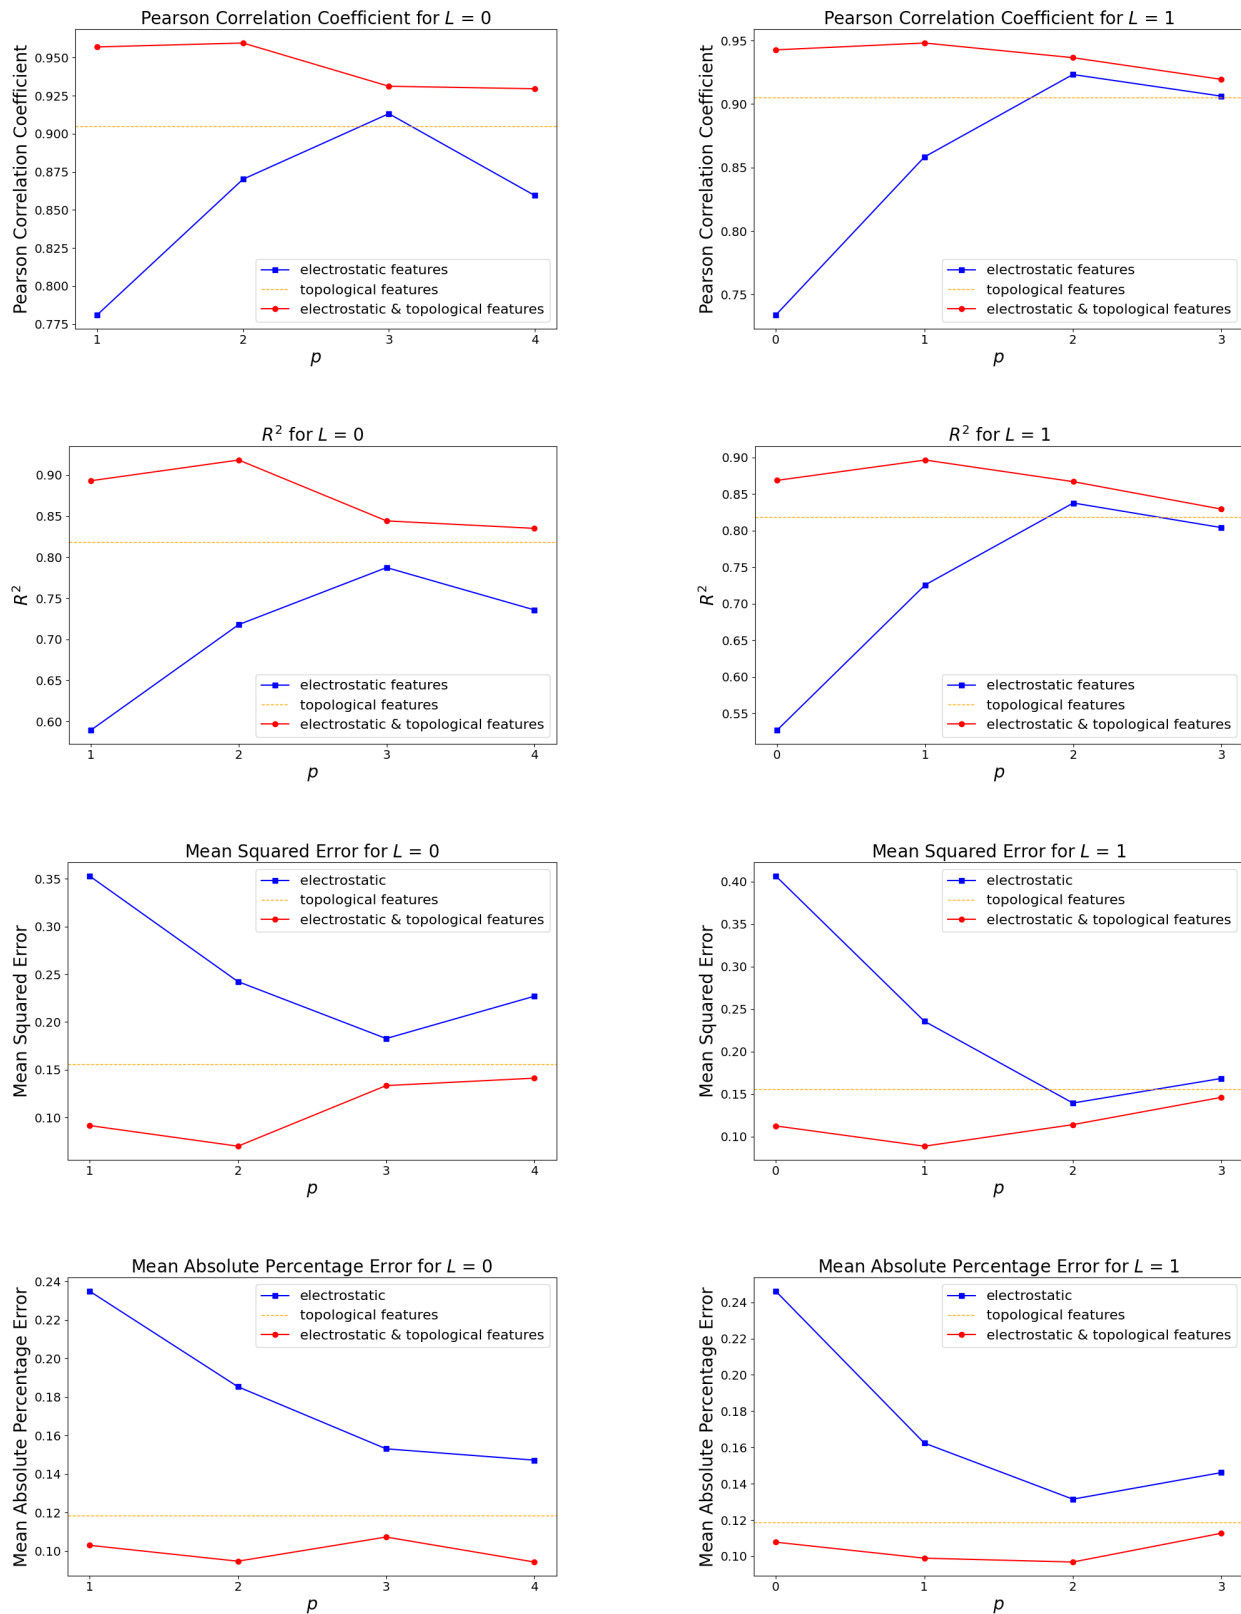 Pearson Correlation Coefficient for L = 0
Pearson Correlation Coefficient
0.950
0.925
0.900
0.875
0.850
0.825
0.800
0.775
electrostatic features
topological features
electrostatic & topological features
1 2 3 4
p
Pearson Correlation Coefficient for L = 1
Pearson Correlation Coefficient
0.95
0.90
0.85
0.80
0.75
electrostatic features
topological features
electrostatic & topological features
0 1 2 3
p
R² for L = 0
R²
0.90
0.85
0.80
0.75
0.70
0.65
0.60
electrostatic features
topological features
electrostatic & topological features
1 2 3 4
p
R² for L = 1
R²
0.90
0.85
0.80
0.75
0.70
0.65
0.60
0.55
electrostatic features
topological features
electrostatic & topological features
0 1 2 3
p
Mean Squared Error for L = 0
Mean Squared Error
0.35
0.30
0.25
0.20
0.15
0.10
electrostatic
topological features
electrostatic & topological features
1 2 3 4
p
Mean Squared Error for L = 1
Mean Squared Error
0.40
0.35
0.30
0.25
0.20
0.15
0.10
electrostatic
topological features
electrostatic & topological features
0 1 2 3
p
Mean Absolute Percentage Error for L = 0
Mean Absolute Percentage Error
0.24
0.22
0.20
0.18
0.16
0.14
0.12
0.10
electrostatic
topological features
electrostatic & topological features
1 2 3 4
p
Mean Absolute Percentage Error for L = 1
Mean Absolute Percentage Error
0.24
0.22
0.20
0.18
0.16
0.14
0.12
0.10
electrostatic
topological features
electrostatic & topological features
0 1 2 3
p